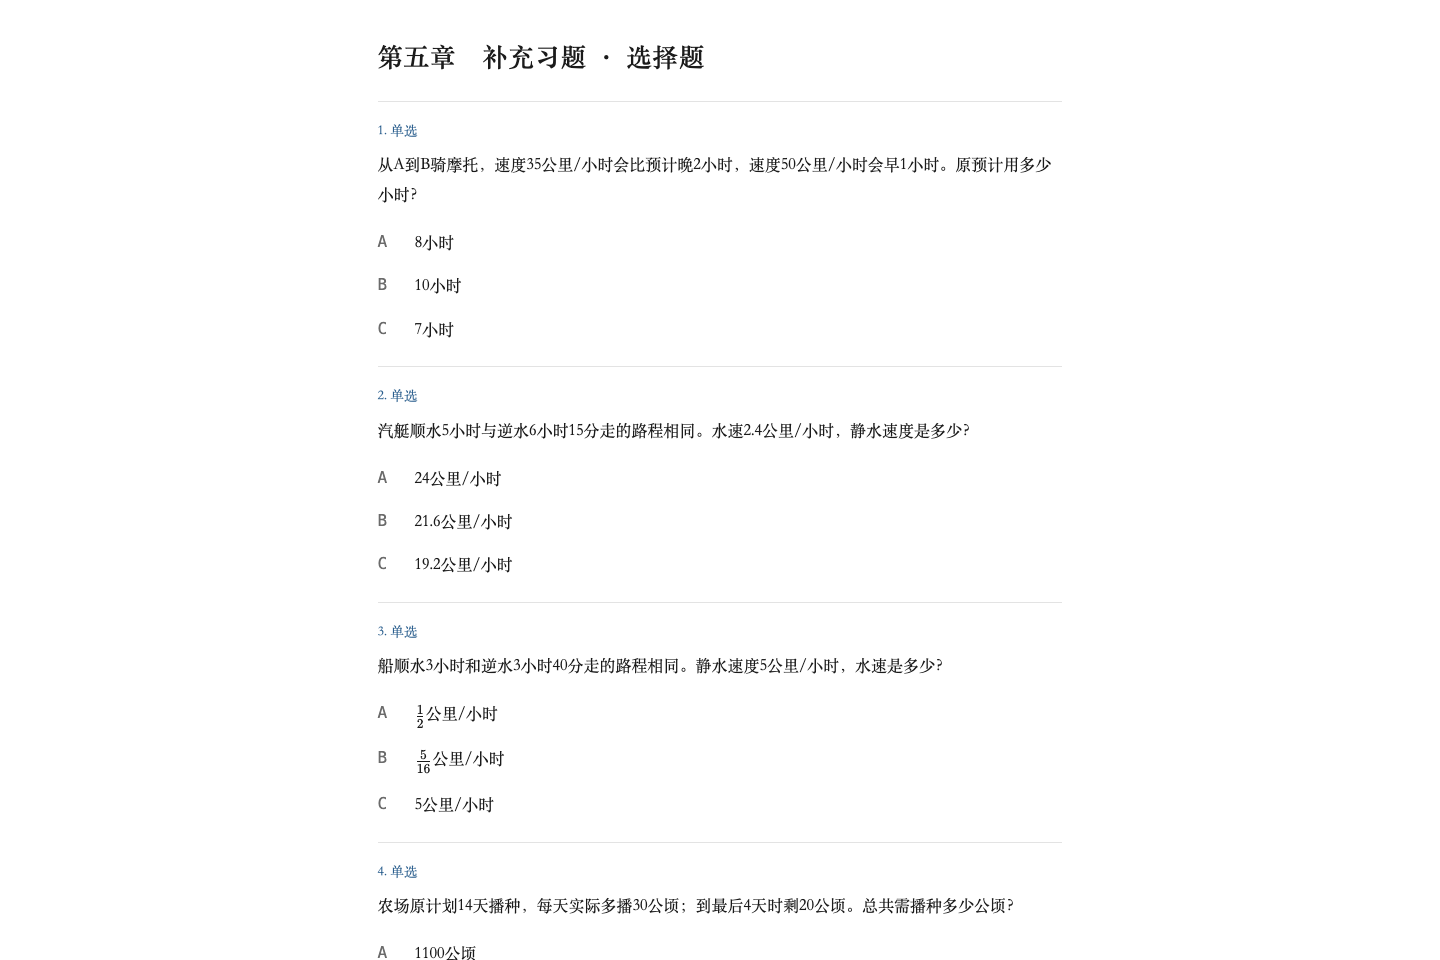 第五章　补充习题 · 选择题
1. 单选
从A到B骑摩托，速度35公里/小时会比预计晚2小时，速度50公里/小时会早1小时。原预计用多少
小时？
A 8小时
B 10小时
C 7小时
2. 单选
汽艇顺水5小时与逆水6小时15分走的路程相同。水速2.4公里/小时，静水速度是多少？
A 24公里/小时
B 21.6公里/小时
C 19.2公里/小时
3. 单选
船顺水3小时和逆水3小时40分走的路程相同。静水速度5公里/小时，水速是多少？
A 1/2公里/小时
B 5/16公里/小时
C 5公里/小时
4. 单选
农场原计划14天播种，每天实际多播30公顷；到最后4天时剩20公顷。总共需播种多少公顷？
A 1100公顷